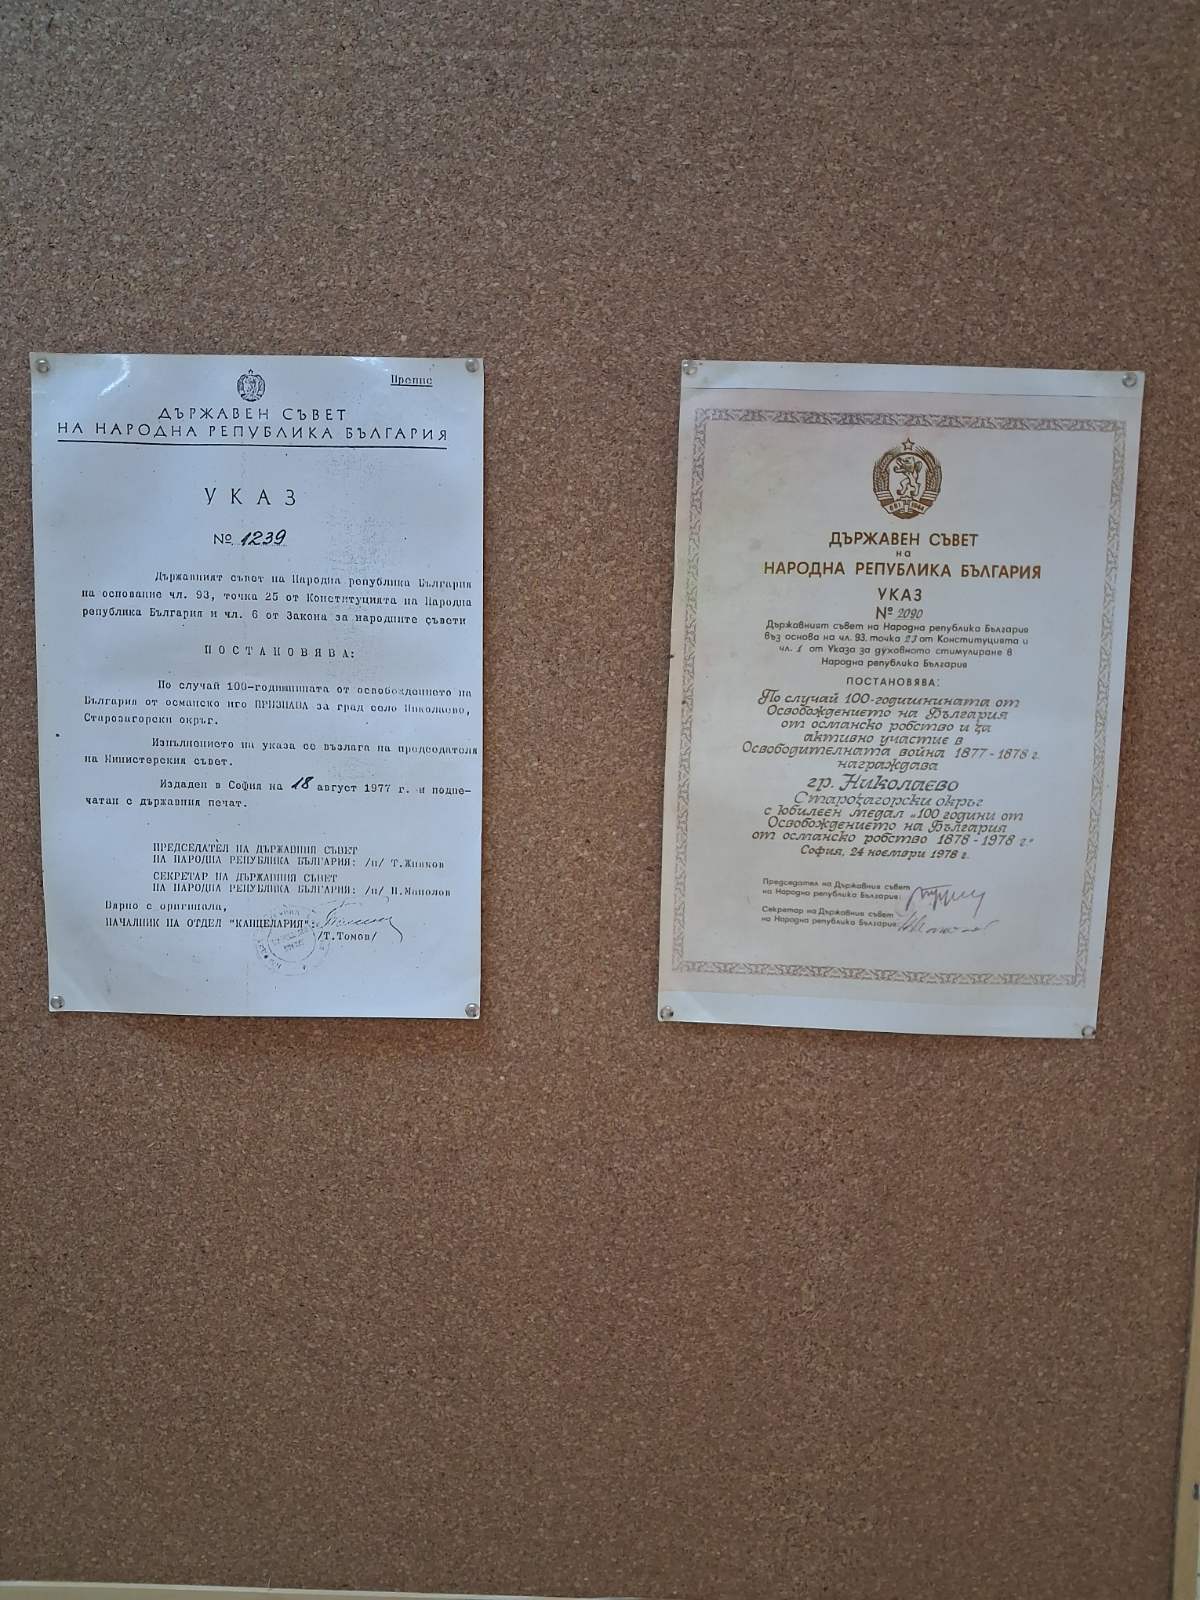 Препис
ДЪРЖАВЕН СЪВЕТ
НА НАРОДНА РЕПУБЛИКА БЪЛГАРИЯ
УКАЗ
№ 1239
Държавният съвет на Народна република България
на основание чл. 93, точка 25 от Конституцията на Народна
република България и чл. 6 от Закона за народните съвети
ПОСТАНОВЯВА:
По случай 100-годишнината от освобождението на
България от османско иго ПРИЗНАВА за град село Николаево,
Старозагорски окръг.
Изпълнението на указа се възлага на председателя
на Министерския съвет.
Издаден в София на 18 август 1977 г. и подпе-
чатан с държавния печат.
ПРЕДСЕДАТЕЛ НА ДЪРЖАВНИЯ СЪВЕТ
НА НАРОДНА РЕПУБЛИКА БЪЛГАРИЯ: /п/ Т.Живков
СЕКРЕТАР НА ДЪРЖАВНИЯ СЪВЕТ
НА НАРОДНА РЕПУБЛИКА БЪЛГАРИЯ: /п/ Н.Манолов
Вярно с оригинала,
НАЧАЛНИК НА ОТДЕЛ "КАНЦЕЛАРИЯ":
/Т.Томов/
ДЪРЖАВЕН СЪВЕТ
на
НАРОДНА РЕПУБЛИКА БЪЛГАРИЯ
УКАЗ
№ 2090
Държавният съвет на Народна република България
въз основа на чл. 93. точка 23 от Конституцията и
чл. 1 от Указа за духовното стимулиране в
Народна република България
ПОСТАНОВЯВА:
По случай 100-годишнината от
Освобождението на България
от османско робство и за
активно участие в
Освободителната война 1877-1878 г.
награждава
гр. Николаево
Старозагорски окръг
с Юбилеен медал „100 години от
Освобождението на България
от османско робство 1878-1978 г."
София, 24 ноември 1978 г.
Председател на Държавния съвет
на Народна република България:
Секретар на Държавния съвет
на Народна република България: